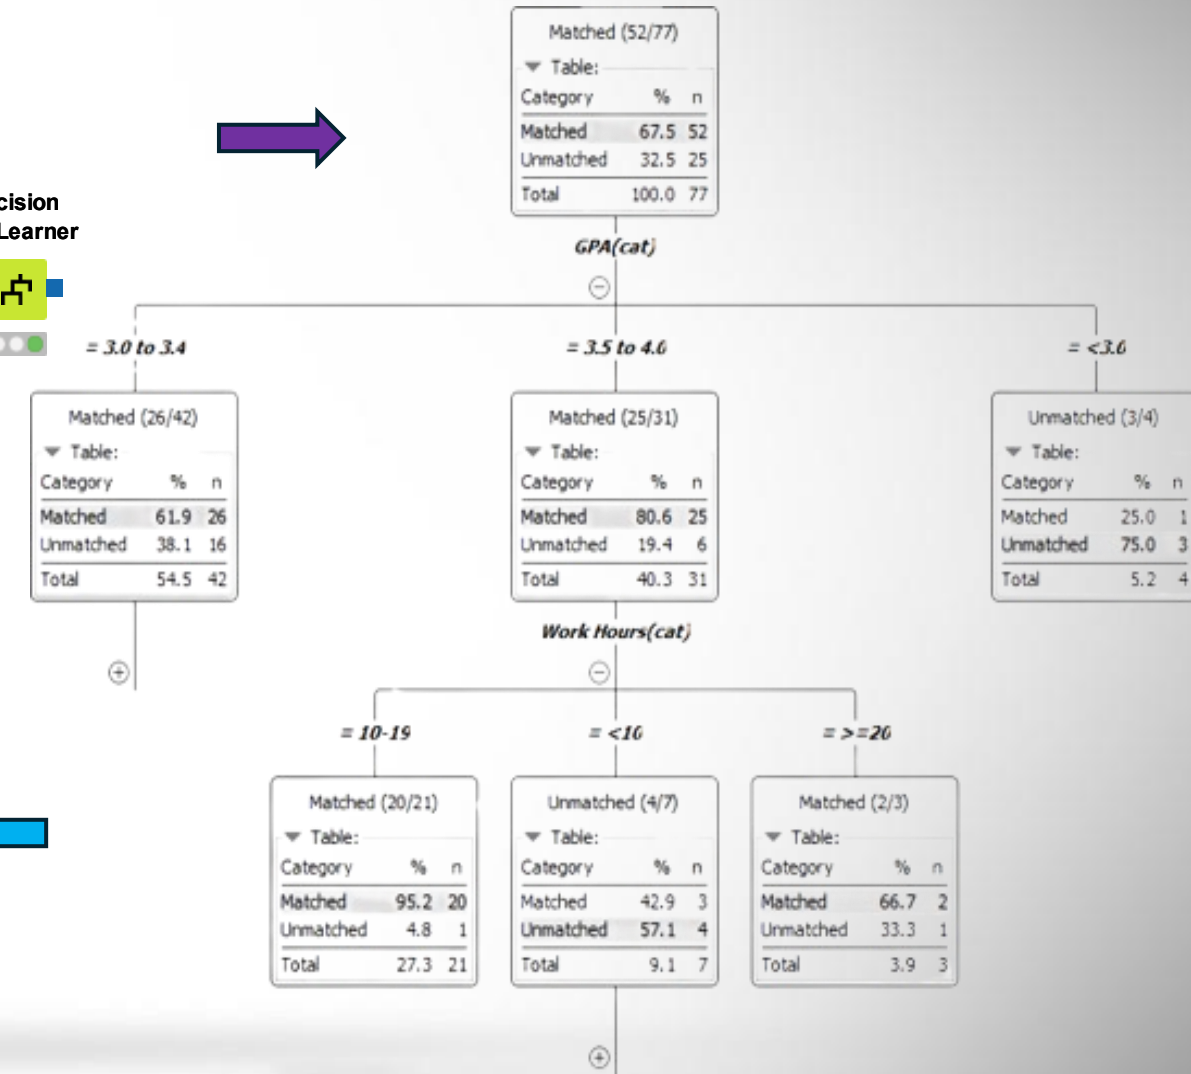 Matched (52/77)
Table:
Category % n
Matched 67.5 52
Unmatched 32.5 25
Total 100.0 77
cision
Learner
GPA(cat)
= 3.0 to 3.4
= 3.5 to 4.0
= <3.0
Matched (26/42)
Table:
Category % n
Matched 61.9 26
Unmatched 38.1 16
Total 54.5 42
Matched (25/31)
Table:
Category % n
Matched 80.6 25
Unmatched 19.4 6
Total 40.3 31
Unmatched (3/4)
Table:
Category % n
Matched 25.0 1
Unmatched 75.0 3
Total 5.2 4
Work Hours(cat)
= 10-19
= <10
= >=20
Matched (20/21)
Table:
Category % n
Matched 95.2 20
Unmatched 4.8 1
Total 27.3 21
Unmatched (4/7)
Table:
Category % n
Matched 42.9 3
Unmatched 57.1 4
Total 9.1 7
Matched (2/3)
Table:
Category % n
Matched 66.7 2
Unmatched 33.3 1
Total 3.9 3